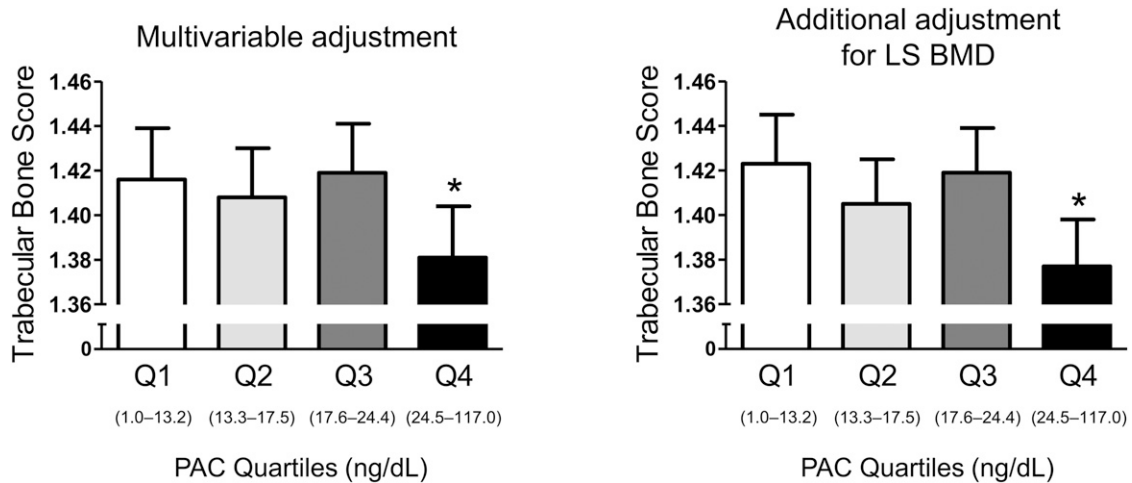 Multivariable adjustment
Trabecular Bone Score
1.46
1.44
1.42
1.40
1.38
1.36
0
*
Q1 Q2 Q3 Q4
(1.0–13.2) (13.3–17.5) (17.6–24.4) (24.5–117.0)
PAC Quartiles (ng/dL)
Additional adjustment
for LS BMD
Trabecular Bone Score
1.46
1.44
1.42
1.40
1.38
1.36
0
*
Q1 Q2 Q3 Q4
(1.0–13.2) (13.3–17.5) (17.6–24.4) (24.5–117.0)
PAC Quartiles (ng/dL)